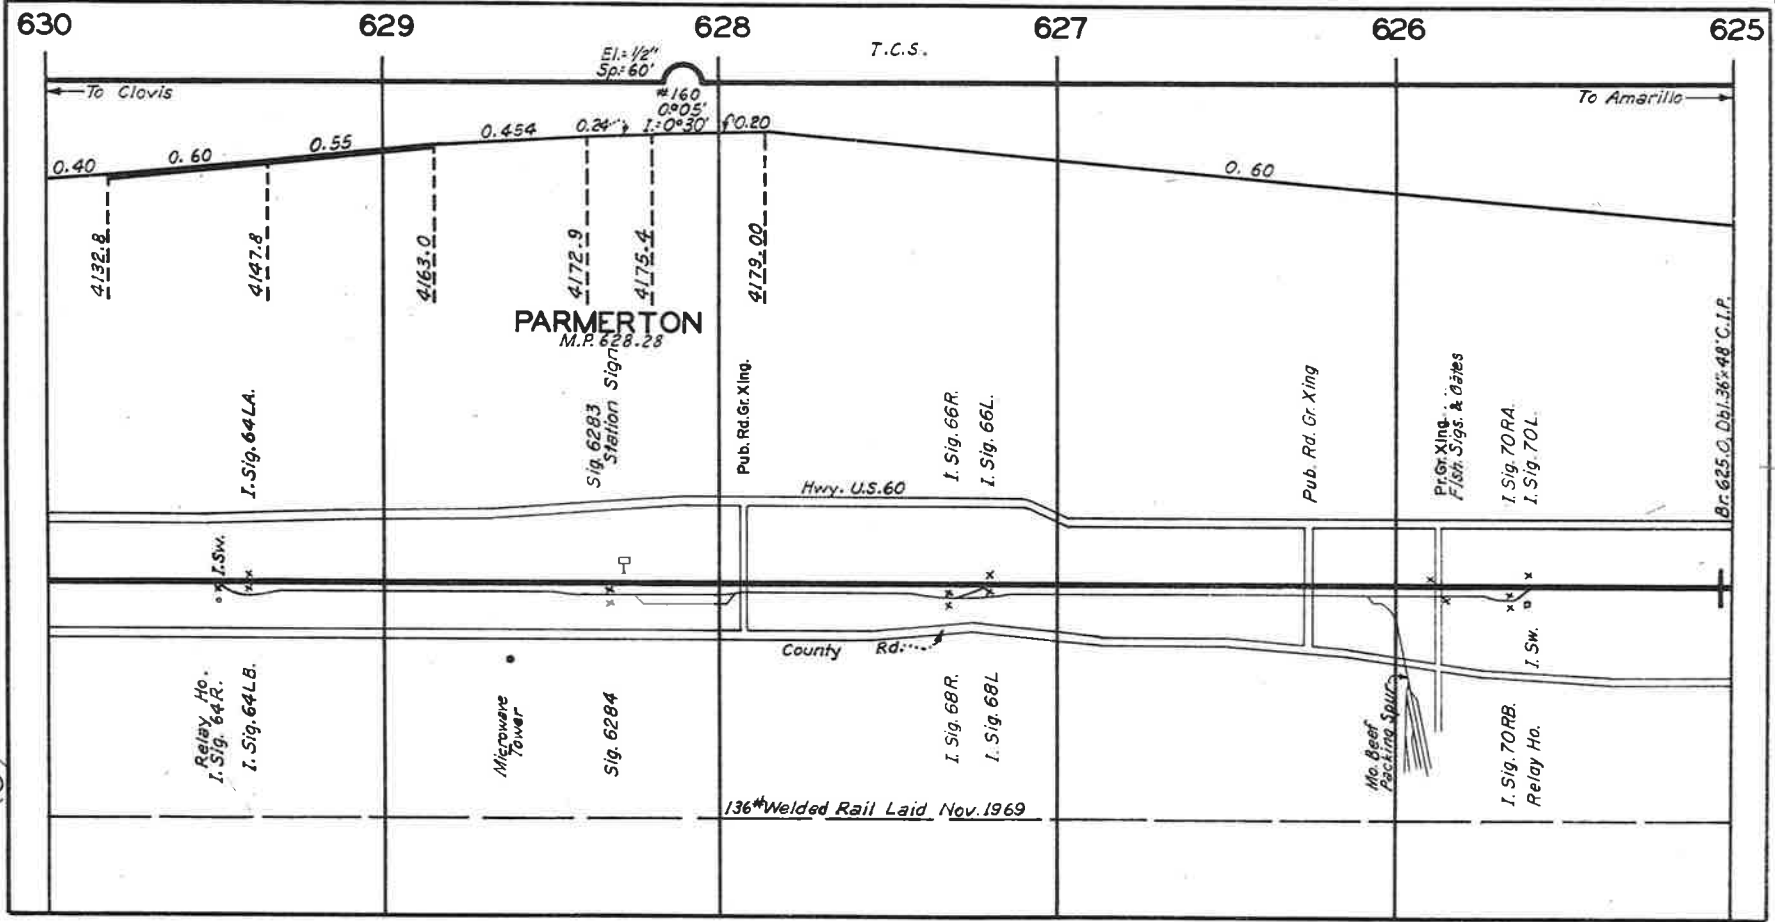 630 629 628 627 626 625
T.C.S.
El.=1/2"
Sp=60'
To Clovis
To Amarillo
#160
0°05'
I.=0°30'
0.40
0.60
0.55
0.454
0.24
0.20
0.60
4132.8
4147.8
4163.0
4172.9
4175.4
4179.00
PARMERTON
M.P. 628.28
I.Sig.64LA.
Sig. 6283
Station Sign
Pub. Rd. Gr. Xing.
I. Sig. 66R.
I. Sig. 66L.
Pub. Rd. Gr. Xing
Pr. Gr. Xing.
Flsh. Sigs. & Gates
I. Sig. 70RA.
I. Sig. 70L.
Br. 625.0, Dbl. 36"x48' C.I.P.
Hwy. U.S.60
I.Sw.
County Rd.
Relay Ho.
I. Sig. 64R.
I. Sig. 64LB.
Microwave
Tower
Sig. 6284
I. Sig. 68R.
I. Sig. 68L
Mo. Beef
Packing Spur
I. Sw.
I. Sig. 70RB.
Relay Ho.
136# Welded Rail Laid Nov. 1969